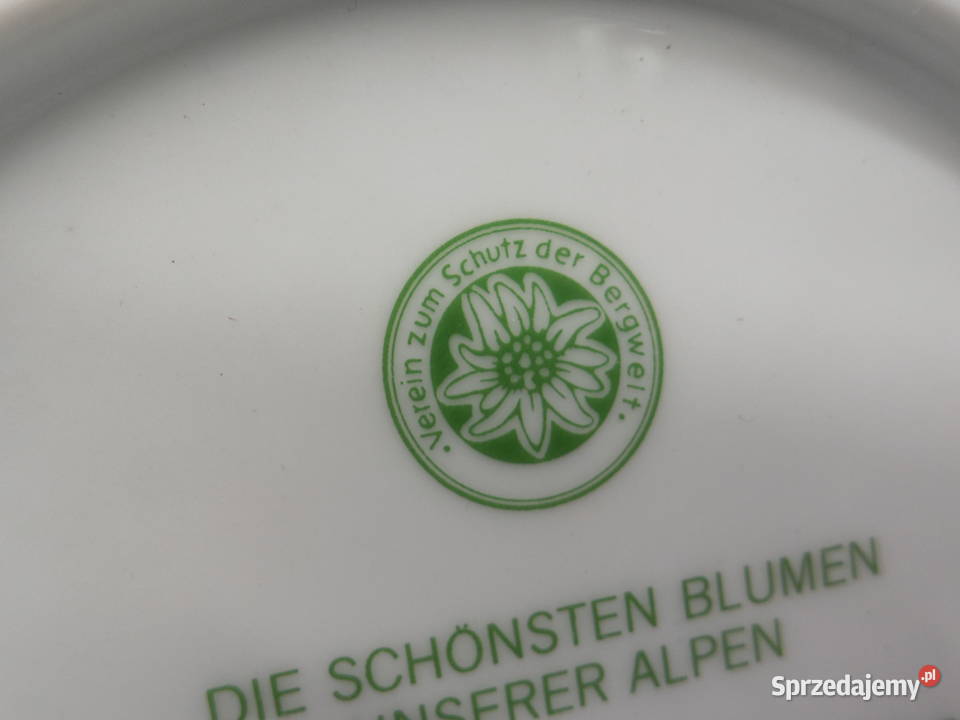 · Verein zum Schutz der Bergwelt ·
DIE SCHÖNSTEN BLUMEN
UNSERER ALPEN
Sprzedajemy.pl